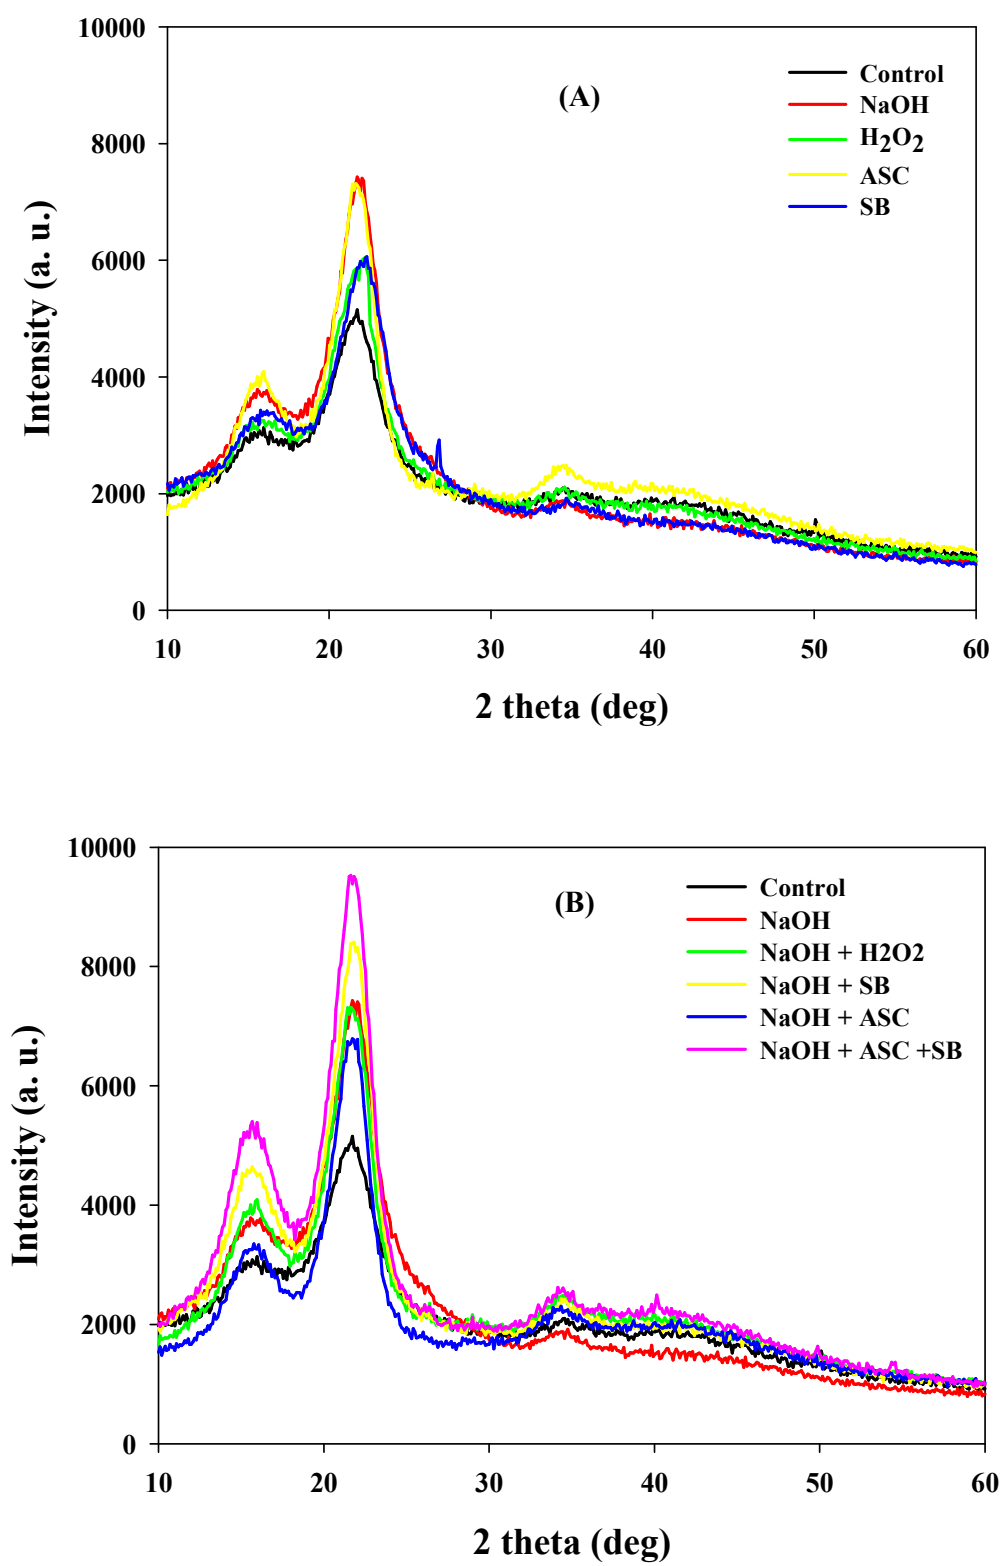 10000
(A)
Control
NaOH
H2O2
ASC
SB
8000
6000
4000
2000
0
Intensity (a. u.)
10 20 30 40 50 60
2 theta (deg)
10000
(B)
Control
NaOH
NaOH + H2O2
NaOH + SB
NaOH + ASC
NaOH + ASC +SB
8000
6000
4000
2000
0
Intensity (a. u.)
10 20 30 40 50 60
2 theta (deg)